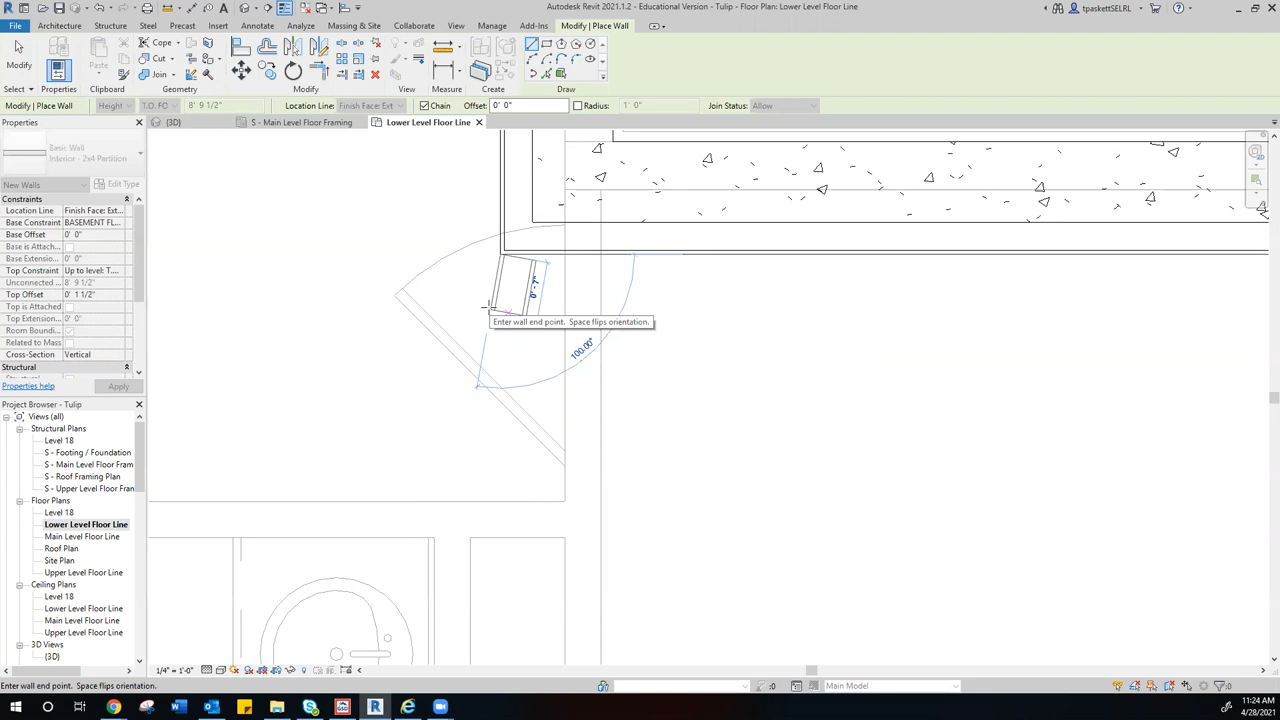 Autodesk Revit 2021.1.2 - Educational Version - Tulip - Floor Plan: Lower Level Floor Line
tpaskettSELRL
File Architecture Structure Steel Precast Systems Insert Annotate Analyze Massing & Site Collaborate View Manage Add-Ins Modify | Place Wall
Modify Paste Cope Cut Join
Select Properties Clipboard Geometry Modify View Measure Create Draw
Modify | Place Wall Height T.O. FO 8' 9 1/2" Location Line: Finish Face: Ext Chain Offset: 0' 0" Radius: 1' 0" Join Status: Allow
Properties
{3D} S - Main Level Floor Framing Lower Level Floor Line
Basic Wall
Interior - 2x4 Partition
New Walls Edit Type
Constraints
Location Line Finish Face: Ext...
Base Constraint BASEMENT FL...
Base Offset 0' 0"
Base is Attach...
Base Extensio...
Top Constraint Up to level: T....
Unconnected ... 8' 9 1/2"
Top Offset 0' 1 1/2"
Top is Attached
Top Extension...
Room Boundi...
Related to Mass
Cross-Section Vertical
Structural
Properties help Apply
Project Browser - Tulip
Views (all)
Structural Plans
Level 18
S - Footing / Foundation
S - Main Level Floor Fram
S - Roof Framing Plan
S - Upper Level Floor Fran
Floor Plans
Level 18
Lower Level Floor Line
Main Level Floor Line
Roof Plan
Site Plan
Upper Level Floor Line
Ceiling Plans
Level 18
Lower Level Floor Line
Main Level Floor Line
Upper Level Floor Line
3D Views
{3D}
0' - 7"
Enter wall end point. Space flips orientation.
100.00°
1/4" = 1'-0"
Enter wall end point. Space flips orientation.
:0
Main Model
:0
11:24 AM
4/28/2021